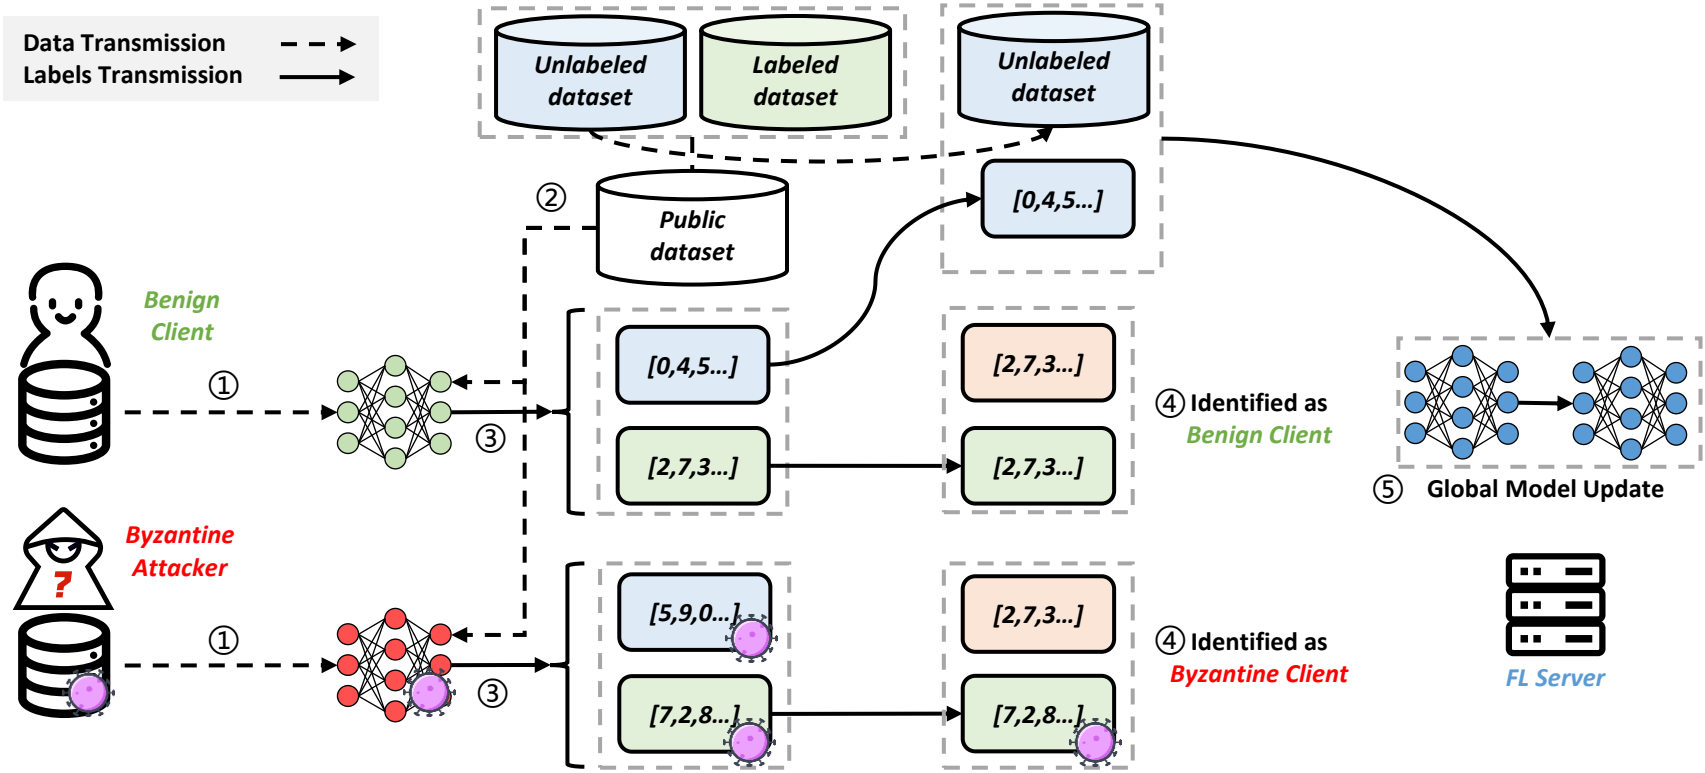 Data Transmission
Labels Transmission
Unlabeled
dataset
Labeled
dataset
Unlabeled
dataset
②
Public
dataset
[0,4,5...]
Benign
Client
①
③
[0,4,5...]
[2,7,3...]
[2,7,3...]
[2,7,3...]
④ Identified as
Benign Client
⑤ Global Model Update
Byzantine
Attacker
?
①
③
[5,9,0...]
[7,2,8...]
[2,7,3...]
[7,2,8...]
④ Identified as
Byzantine Client
FL Server